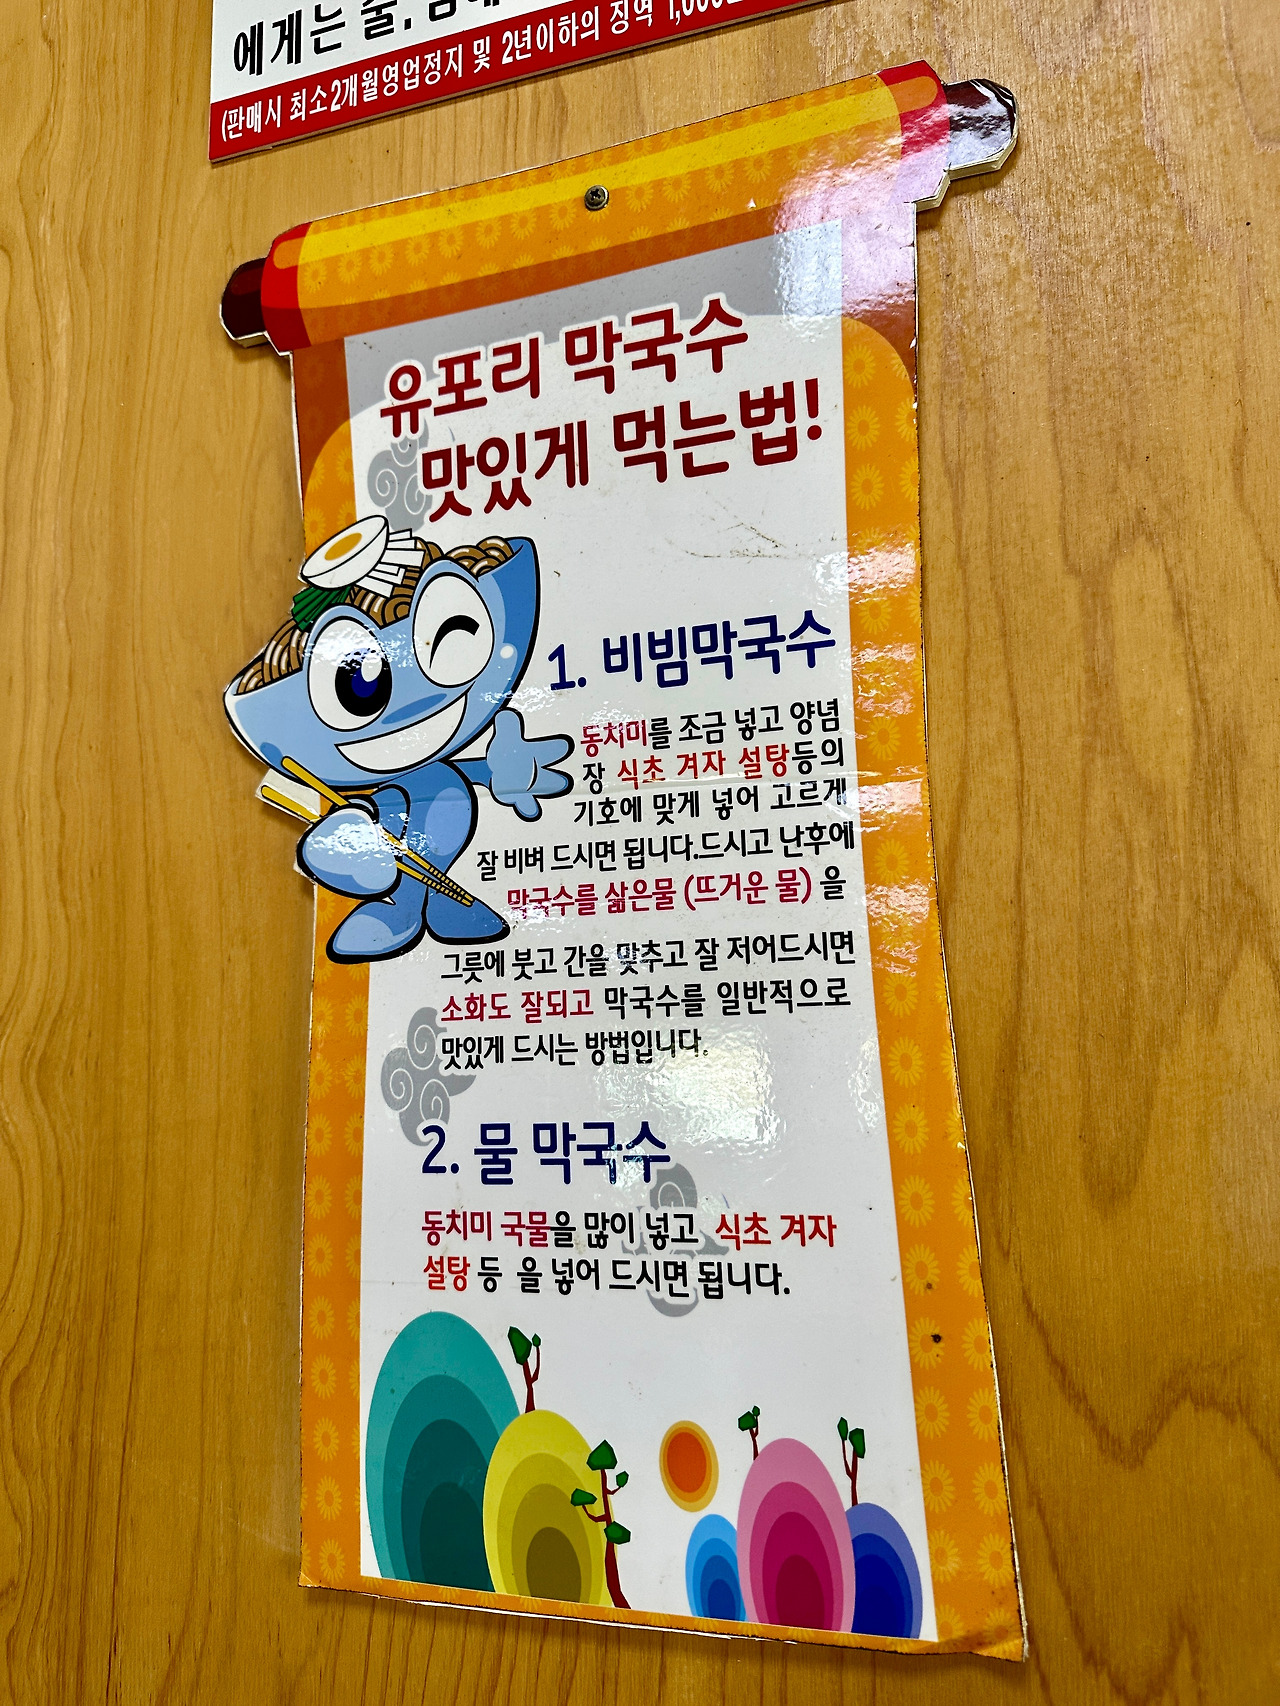 에게는 술,
(판매시 최소2개월영업정지 및 2년이하의 징역
유포리 막국수
맛있게 먹는법!
1. 비빔막국수
동치미를 조금 넣고 양념
장 식초 겨자 설탕등의
기호에 맞게 넣어 고르게
잘 비벼 드시면 됩니다.드시고 난후에
막국수를 삶은물 (뜨거운 물) 을
그릇에 붓고 간을 맞추고 잘 저어드시면
소화도 잘되고 막국수를 일반적으로
맛있게 드시는 방법입니다.
2. 물 막국수
동치미 국물을 많이 넣고 식초 겨자
설탕 등 을 넣어 드시면 됩니다.